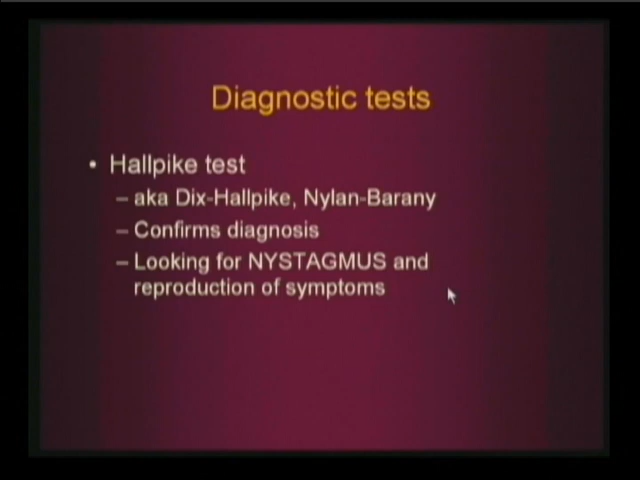 Diagnostic tests
• Hallpike test
– aka Dix-Hallpike, Nylan-Barany
– Confirms diagnosis
– Looking for NYSTAGMUS and
reproduction of symptoms